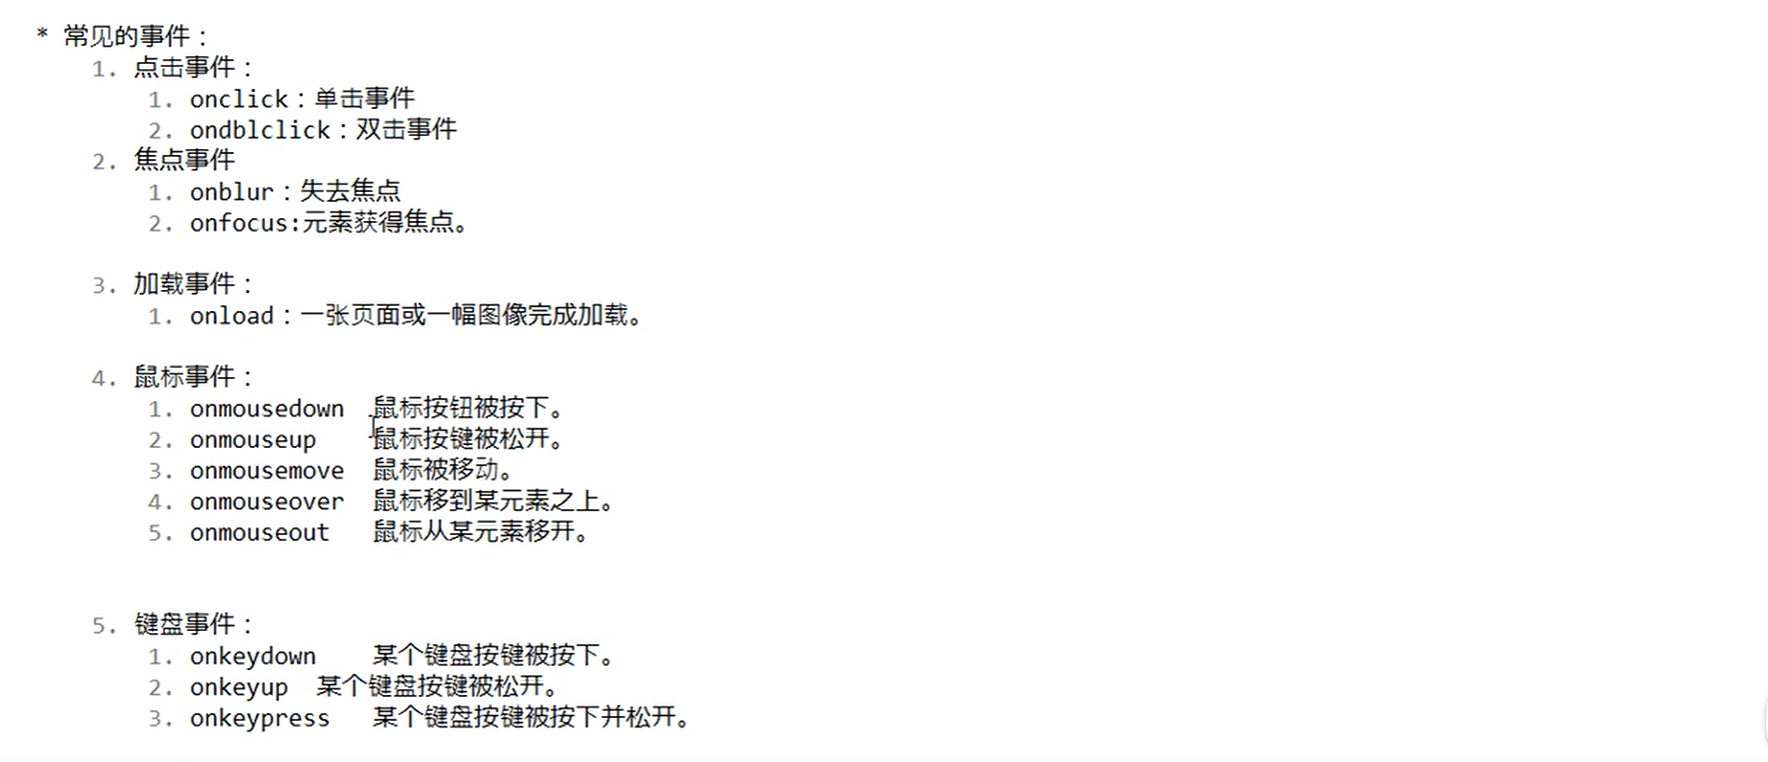 * 常见的事件：
1. 点击事件：
1. onclick：单击事件
2. ondblclick：双击事件
2. 焦点事件
1. onblur：失去焦点
2. onfocus:元素获得焦点。
3. 加载事件：
1. onload：一张页面或一幅图像完成加载。
4. 鼠标事件：
1. onmousedown 鼠标按钮被按下。
2. onmouseup 鼠标按键被松开。
3. onmousemove 鼠标被移动。
4. onmouseover 鼠标移到某元素之上。
5. onmouseout 鼠标从某元素移开。
5. 键盘事件：
1. onkeydown 某个键盘按键被按下。
2. onkeyup 某个键盘按键被松开。
3. onkeypress 某个键盘按键被按下并松开。